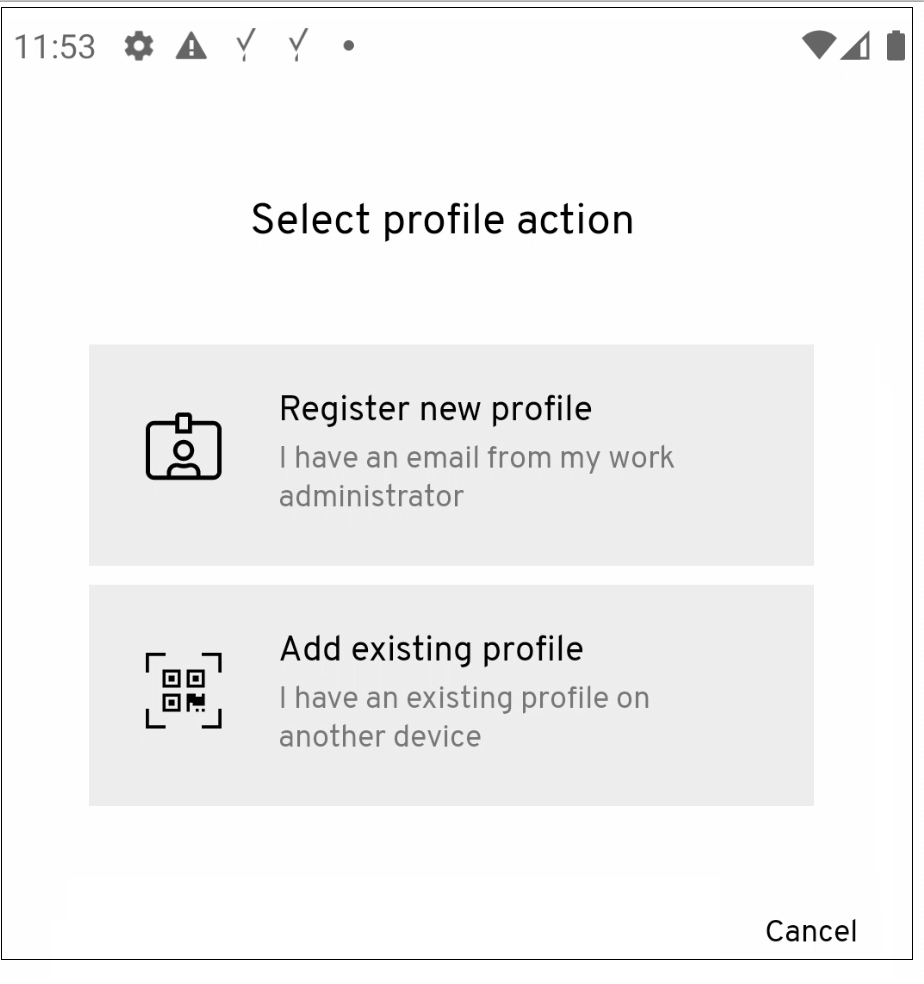 11:53
Select profile action
Register new profile
I have an email from my work
administrator
Add existing profile
I have an existing profile on
another device
Cancel